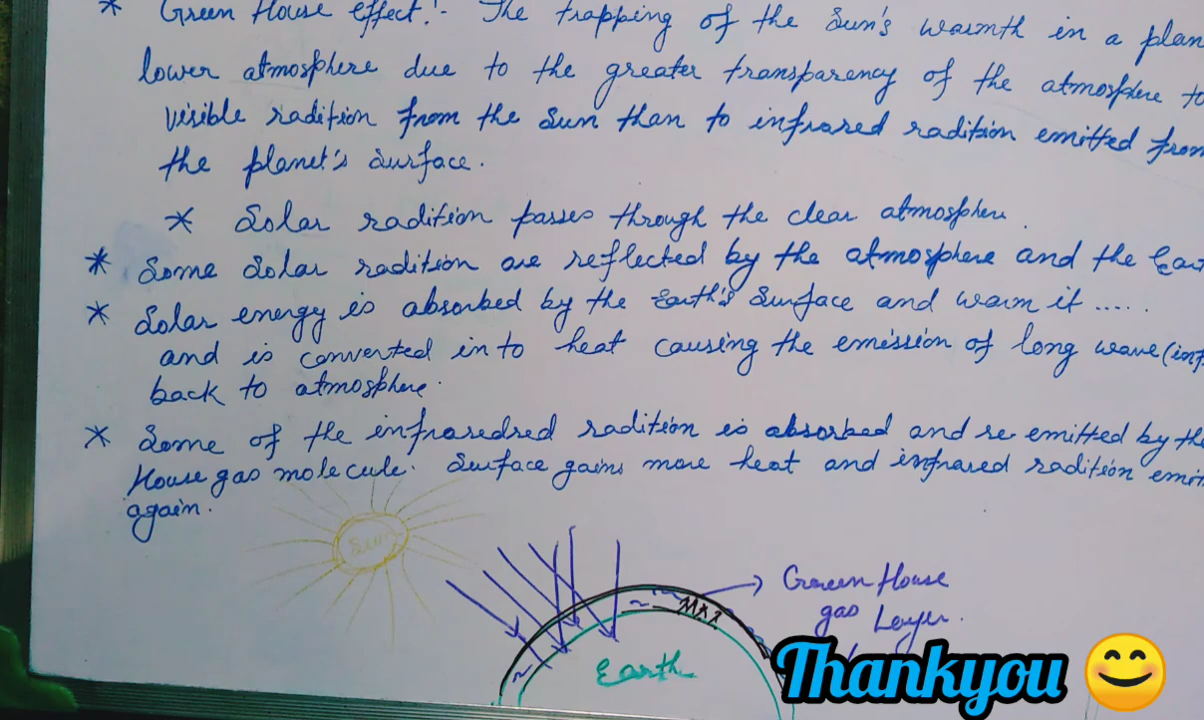 * Green House effect:- The trapping of the Sun's warmth in a plan
lower atmosphere due to the greater transparency of the atmosphere to
visible radition from the Sun than to infrared radition emitted from
the planet's surface.
* Solar radition passes through the clear atmosphere.
* Some Solar radition are reflected by the atmosphere and the Eart
* Solar energy is absorbed by the Earth's Surface and warm it .....
and is converted in to heat causing the emission of long wave (inf
back to atmosphere.
* Some of the infraredred radition is absorbed and re emitted by the
House gas molecule. Surface gains more heat and infrared radition emit
again.
Sun
Green House
gas Layer.
Earth
Thankyou 😊